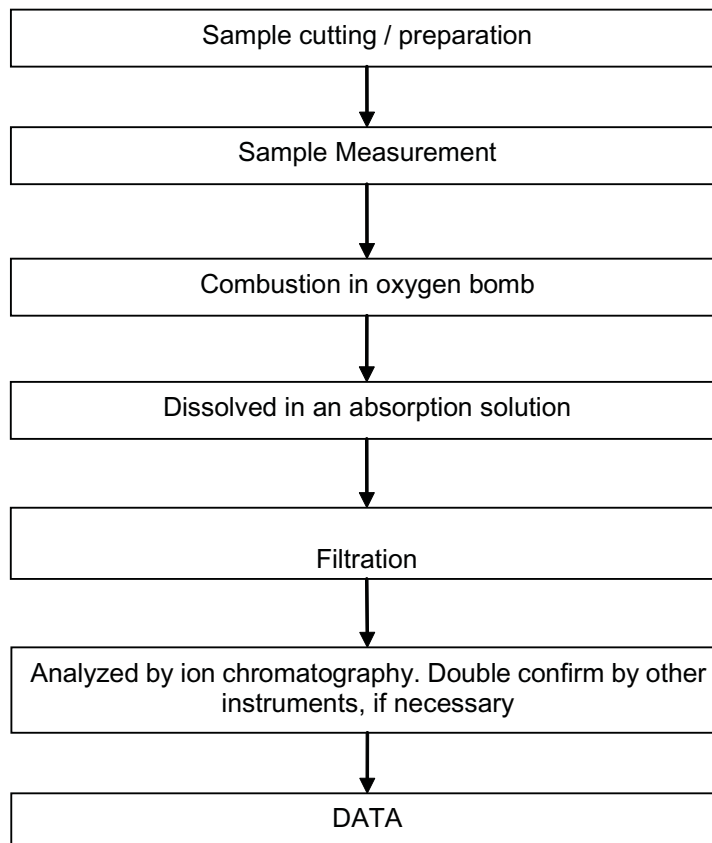 Sample cutting / preparation
Sample Measurement
Combustion in oxygen bomb
Dissolved in an absorption solution
Filtration
Analyzed by ion chromatography. Double confirm by other
instruments, if necessary
DATA